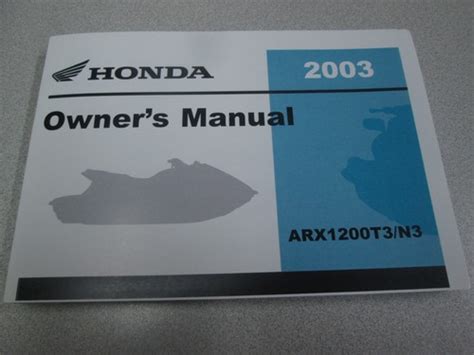 HONDA
2003
Owner's Manual
ARX1200T3/N3